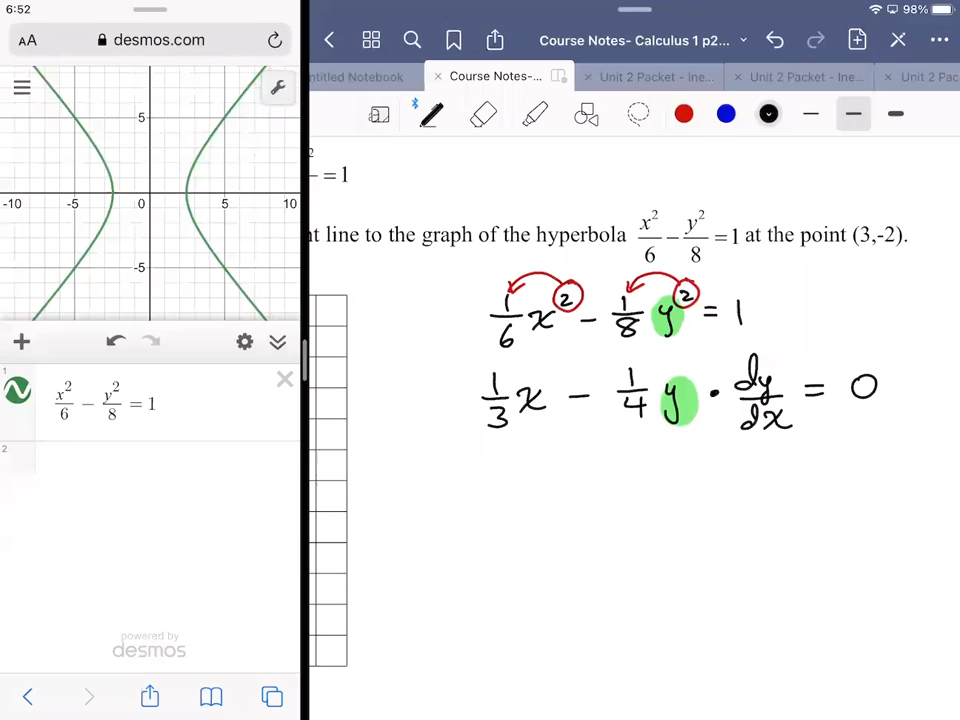 6:52
98%
AA desmos.com
Course Notes- Calculus 1 p2...
ntitled Notebook
Course Notes-...
Unit 2 Packet - Ine...
Unit 2 Packet - Ine...
Unit 2 Pac
2
— = 1
nt line to the graph of the hyperbola x²/6 − y²/8 = 1 at the point (3,-2).
1/6 x² − 1/8 y² = 1
1/3 x − 1/4 y · dy/dx = 0
5
-10 -5 0 5 10
-5
1
x²/6 − y²/8 = 1
2
powered by
desmos